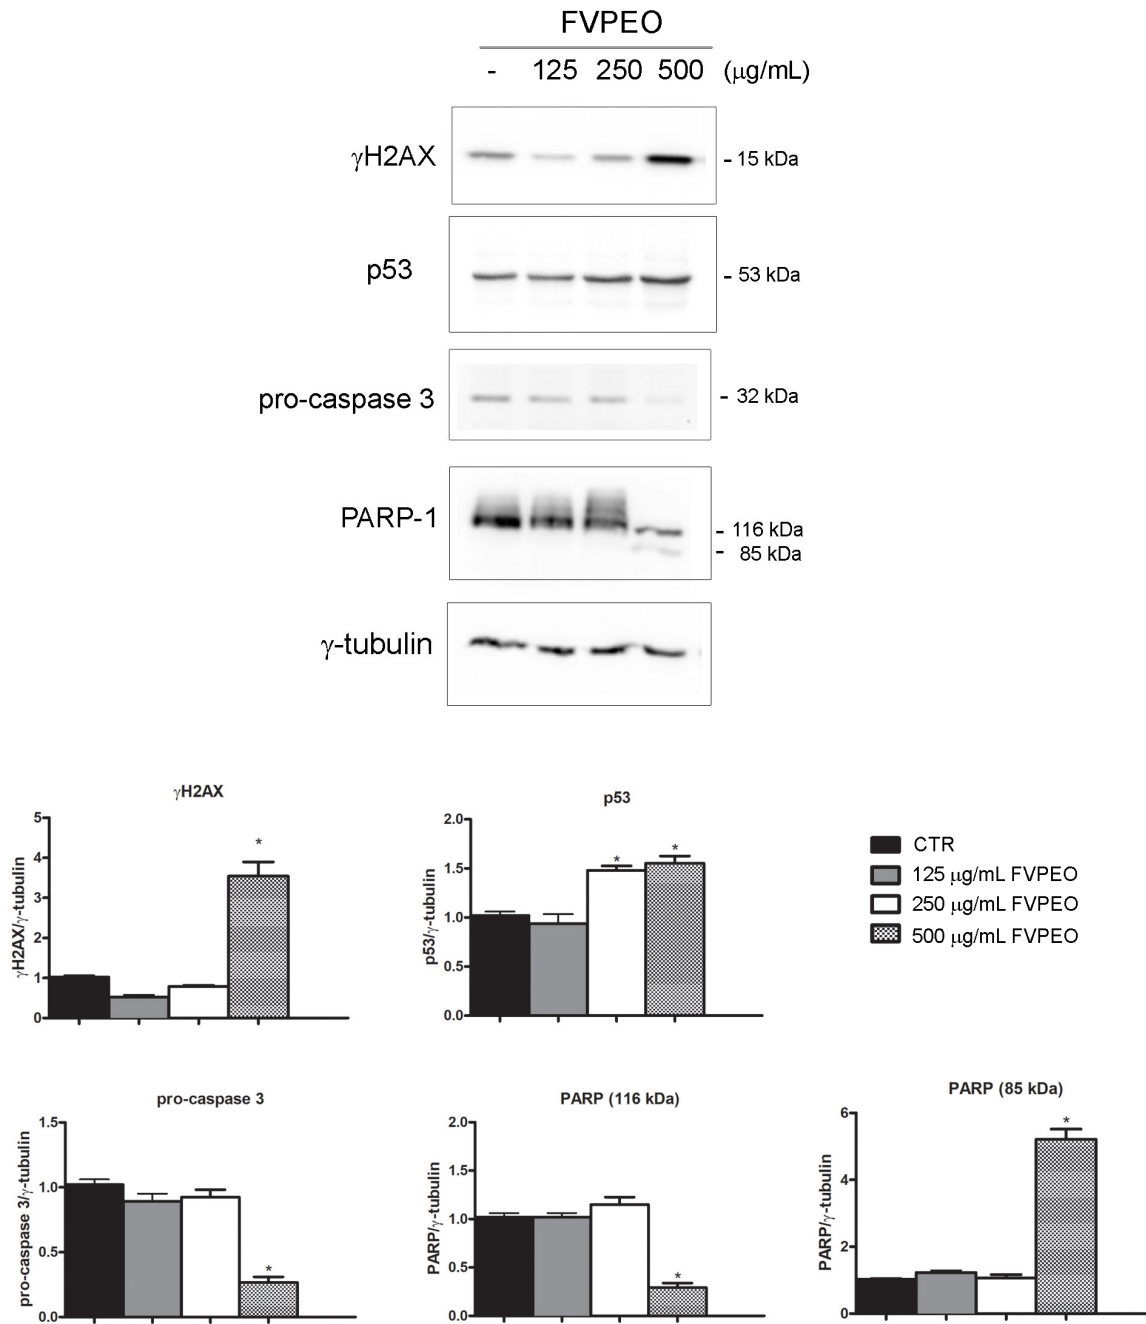 FVPEO
- 125 250 500 (μg/mL)
γH2AX - 15 kDa
p53 - 53 kDa
pro-caspase 3 - 32 kDa
PARP-1 - 116 kDa
- 85 kDa
γ-tubulin
γH2AX
γH2AX/γ-tubulin
5
4
3
2
1
0
*
p53
p53/γ-tubulin
2.0
1.5
1.0
0.5
0.0
* *
CTR
125 μg/mL FVPEO
250 μg/mL FVPEO
500 μg/mL FVPEO
pro-caspase 3
pro-caspase 3/γ-tubulin
1.5
1.0
0.5
0.0
*
PARP (116 kDa)
PARP/γ-tubulin
2.0
1.5
1.0
0.5
0.0
*
PARP (85 kDa)
PARP/γ-tubulin
6
4
2
0
*